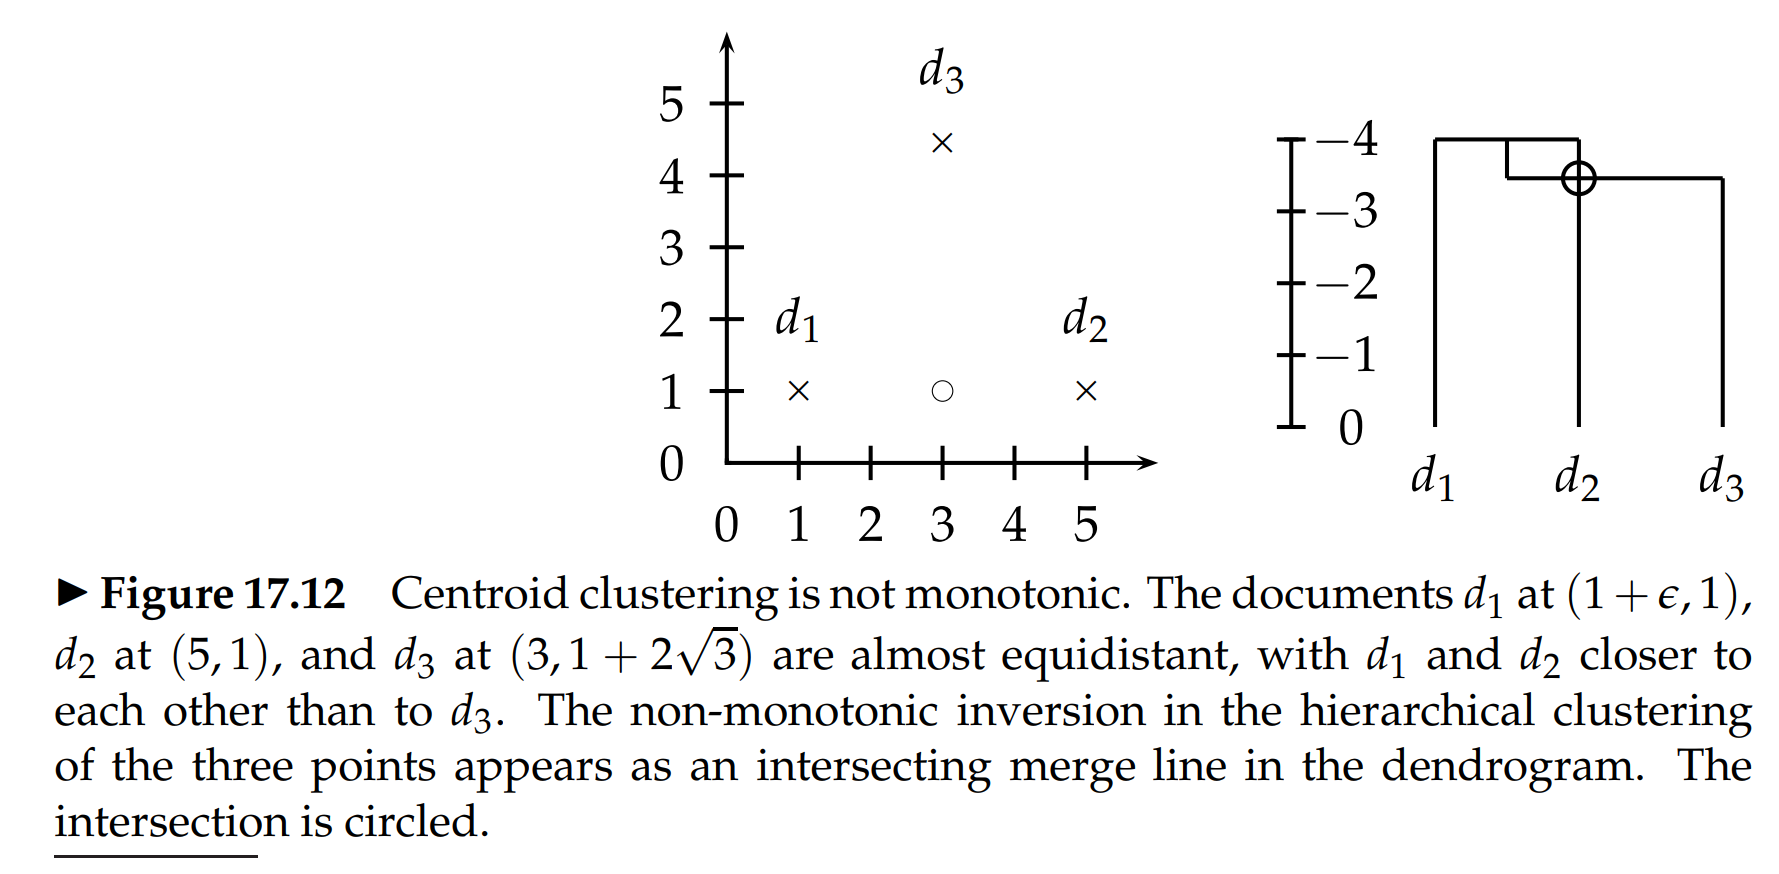 d3
5
4
3
2
1
0
d1
d2
0 1 2 3 4 5
−4
−3
−2
−1
0
d1 d2 d3
► Figure 17.12 Centroid clustering is not monotonic. The documents d1 at (1 + ϵ, 1),
d2 at (5, 1), and d3 at (3, 1 + 2√3) are almost equidistant, with d1 and d2 closer to
each other than to d3. The non-monotonic inversion in the hierarchical clustering
of the three points appears as an intersecting merge line in the dendrogram. The
intersection is circled.